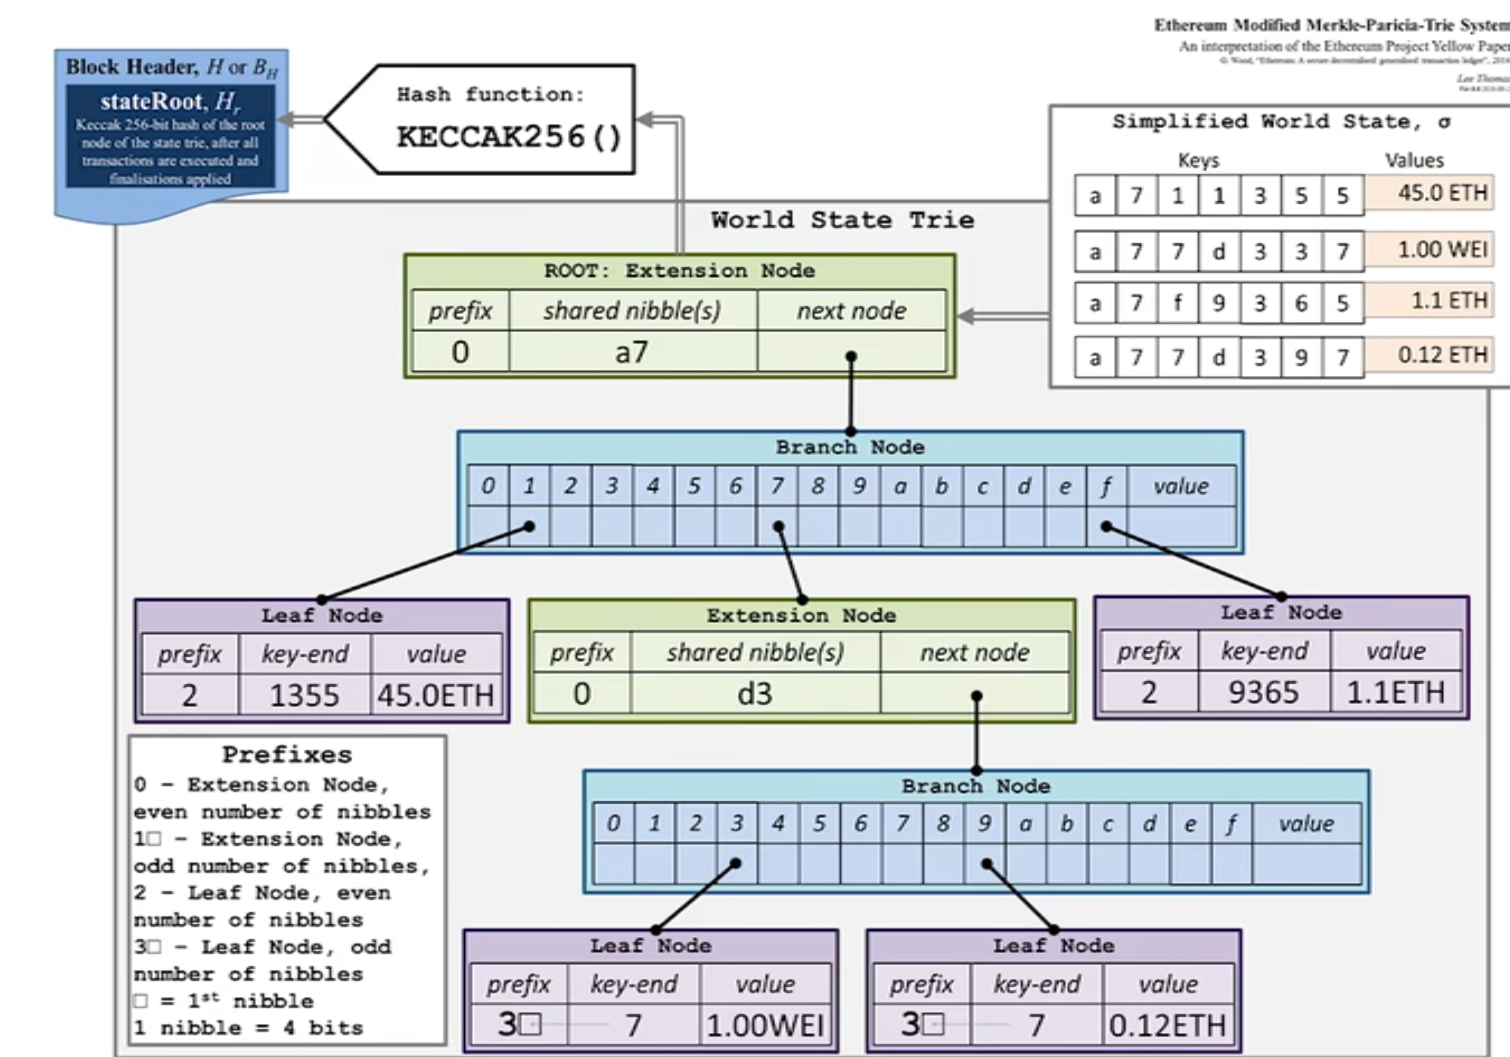 Ethereum Modified Merkle-Paricia-Trie System
An interpretation of the Ethereum Project Yellow Paper
G. Wood, "Ethereum: A secure decentralised generalised transaction ledger",
Lee Thomas
Block Header, H or B_H
stateRoot, H_r
Keccak 256-bit hash of the root
node of the state trie, after all
transactions are executed and
finalisations applied
Hash function:
KECCAK256()
Simplified World State, σ
Keys Values
a 7 1 1 3 5 5 45.0 ETH
a 7 7 d 3 3 7 1.00 WEI
a 7 f 9 3 6 5 1.1 ETH
a 7 7 d 3 9 7 0.12 ETH
World State Trie
ROOT: Extension Node
prefix shared nibble(s) next node
0 a7
Branch Node
0 1 2 3 4 5 6 7 8 9 a b c d e f value
Leaf Node
prefix key-end value
2 1355 45.0ETH
Extension Node
prefix shared nibble(s) next node
0 d3
Leaf Node
prefix key-end value
2 9365 1.1ETH
Prefixes
0 - Extension Node,
even number of nibbles
1□ - Extension Node,
odd number of nibbles,
2 - Leaf Node, even
number of nibbles
3□ - Leaf Node, odd
number of nibbles
□ = 1st nibble
1 nibble = 4 bits
Branch Node
0 1 2 3 4 5 6 7 8 9 a b c d e f value
Leaf Node
prefix key-end value
3□ 7 1.00WEI
Leaf Node
prefix key-end value
3□ 7 0.12ETH